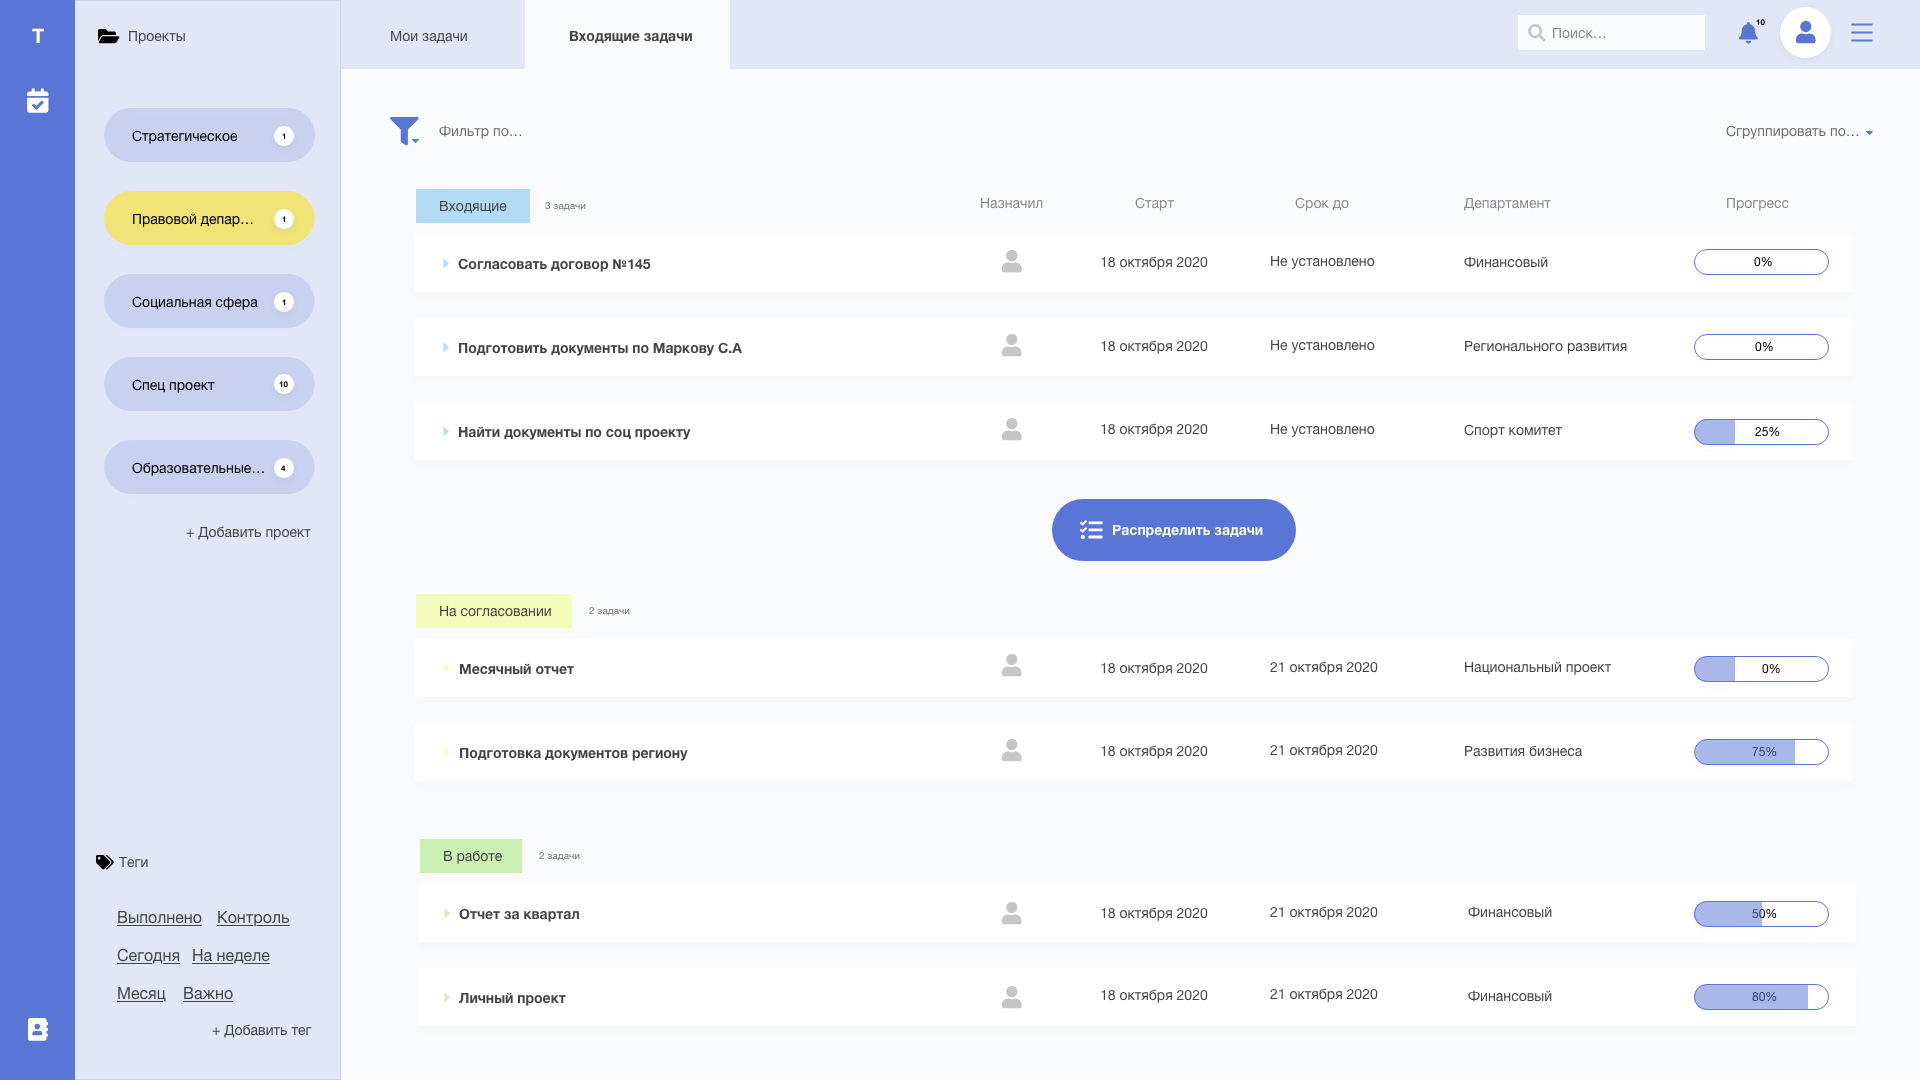 T
Проекты
Мои задачи
Входящие задачи
Поиск...
10
Стратегическое 1
Правовой депар... 1
Социальная сфера 1
Спец проект 10
Образовательные... 4
+ Добавить проект
Теги
Выполнено Контроль
Сегодня На неделе
Месяц Важно
+ Добавить тег
Фильтр по...
Сгруппировать по...
Входящие 3 задачи Назначил Старт Срок до Департамент Прогресс
Согласовать договор №145 18 октября 2020 Не установлено Финансовый 0%
Подготовить документы по Маркову С.А 18 октября 2020 Не установлено Регионального развития 0%
Найти документы по соц проекту 18 октября 2020 Не установлено Спорт комитет 25%
Распределить задачи
На согласовании 2 задачи
Месячный отчет 18 октября 2020 21 октября 2020 Национальный проект 0%
Подготовка документов региону 18 октября 2020 21 октября 2020 Развития бизнеса 75%
В работе 2 задачи
Отчет за квартал 18 октября 2020 21 октября 2020 Финансовый 50%
Личный проект 18 октября 2020 21 октября 2020 Финансовый 80%